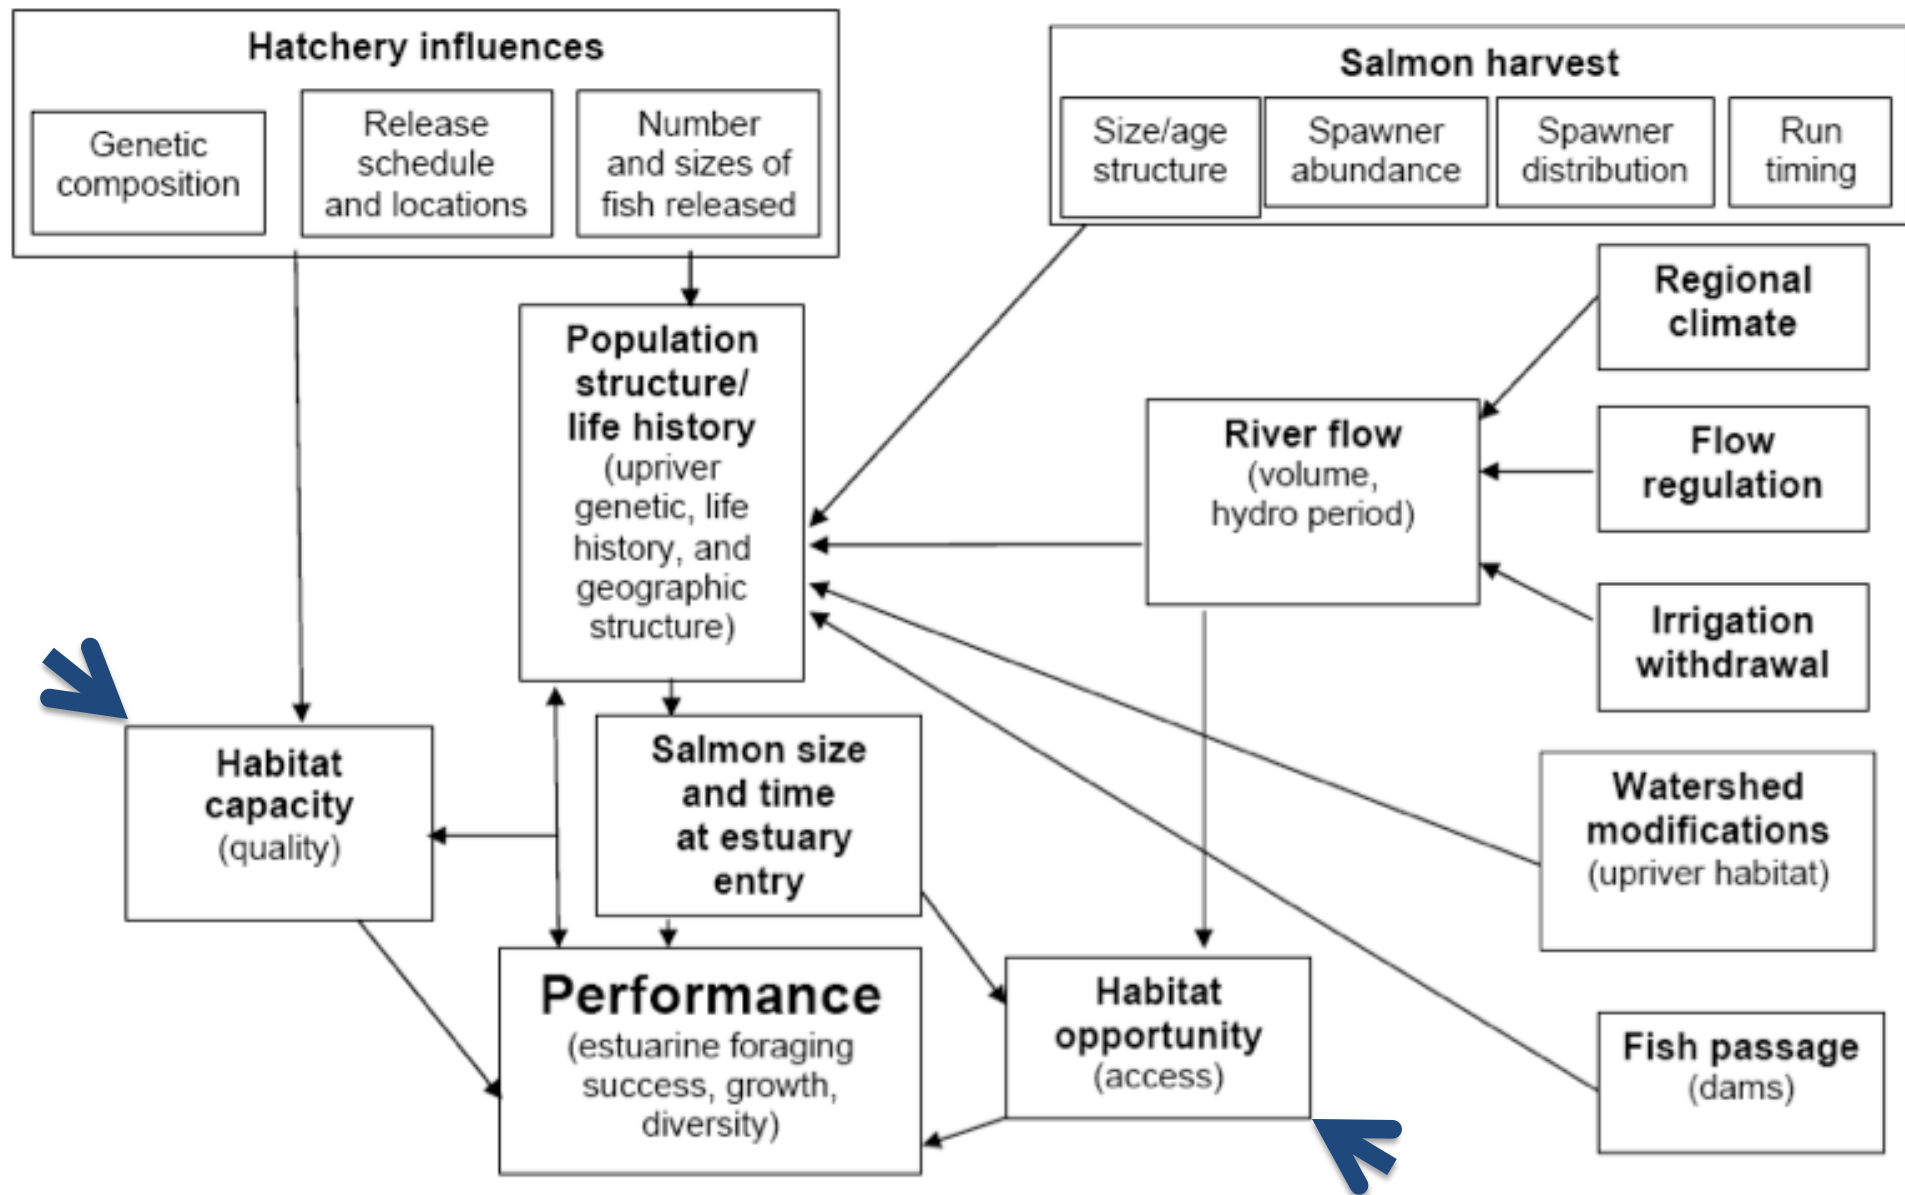 Hatchery influences
Genetic
composition
Release
schedule
and locations
Number
and sizes of
fish released
Salmon harvest
Size/age
structure
Spawner
abundance
Spawner
distribution
Run
timing
Regional
climate
Population
structure/
life history
(upriver
genetic, life
history, and
geographic
structure)
River flow
(volume,
hydro period)
Flow
regulation
Irrigation
withdrawal
Habitat
capacity
(quality)
Salmon size
and time
at estuary
entry
Watershed
modifications
(upriver habitat)
Performance
(estuarine foraging
success, growth,
diversity)
Habitat
opportunity
(access)
Fish passage
(dams)